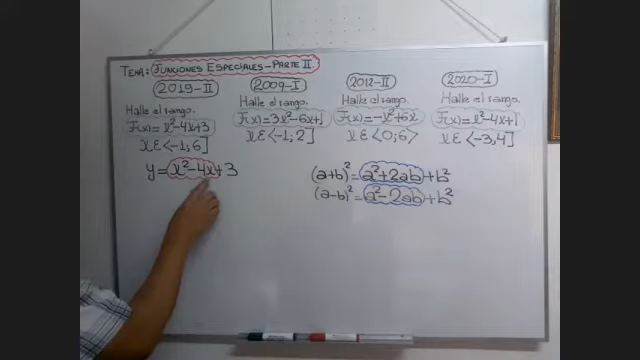 TEMA: FUNCIONES ESPECIALES-PARTE II
2019-II
Halle el rango.
F(x)=x²-4x+3
x∈<-1,6]
y=x²-4x+3
2009-I
Halle el rango.
F(x)=3x²-6x+1
x∈<-1,2]
2012-II
Halle el rango.
F(x)=-x²+6x
x∈<0;6>
2020-I
Halle el rango.
F(x)=x²-4x+1
x∈<-3,4]
(a+b)²=a²+2ab+b²
(a-b)²=a²-2ab+b²